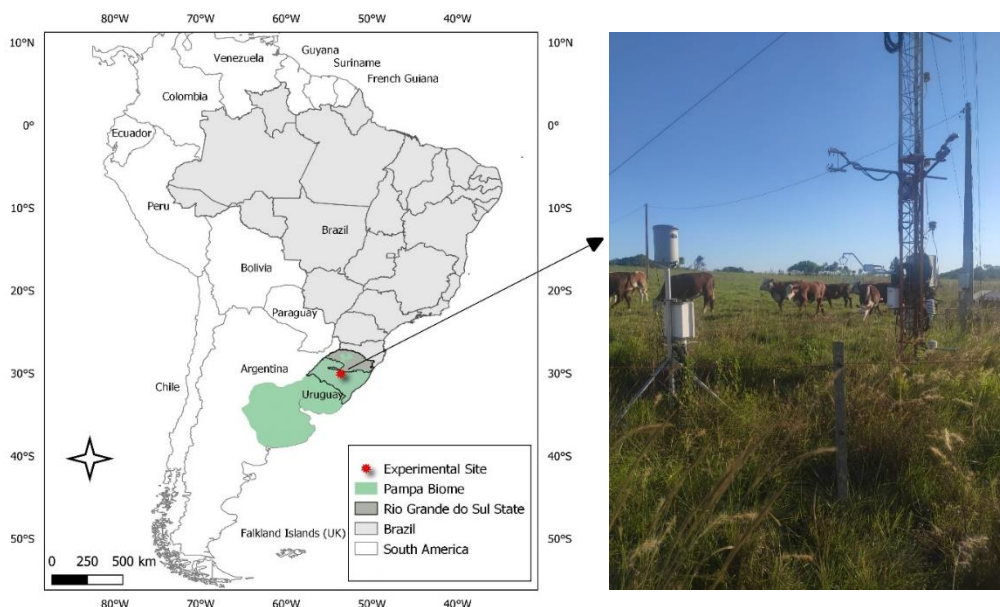 80°W 70°W 60°W 50°W 40°W
10°N
10°N
Guyana
Venezuela
Suriname
French Guiana
Colombia
0°
0°
Ecuador
Peru
10°S
10°S
Brazil
Bolivia
20°S
20°S
Paraguay
Argentina
30°S
30°S
Chile
Uruguay
40°S
40°S
Experimental Site
Pampa Biome
Rio Grande do Sul State
Brazil
South America
50°S
50°S
Falkland Islands (UK)
0 250 500 km
80°W 70°W 60°W 50°W 40°W